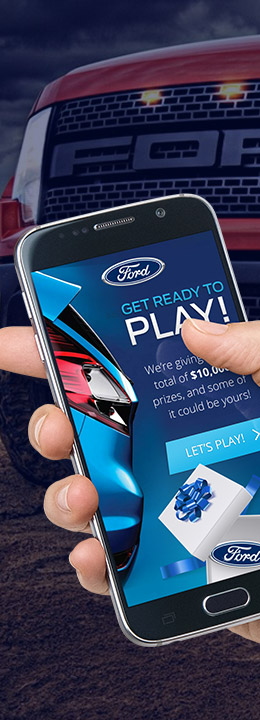 FOR
Ford
GET READY TO
PLAY!
We're giving
total of $10,00
prizes, and some of
it could be yours!
LET'S PLAY!
Ford